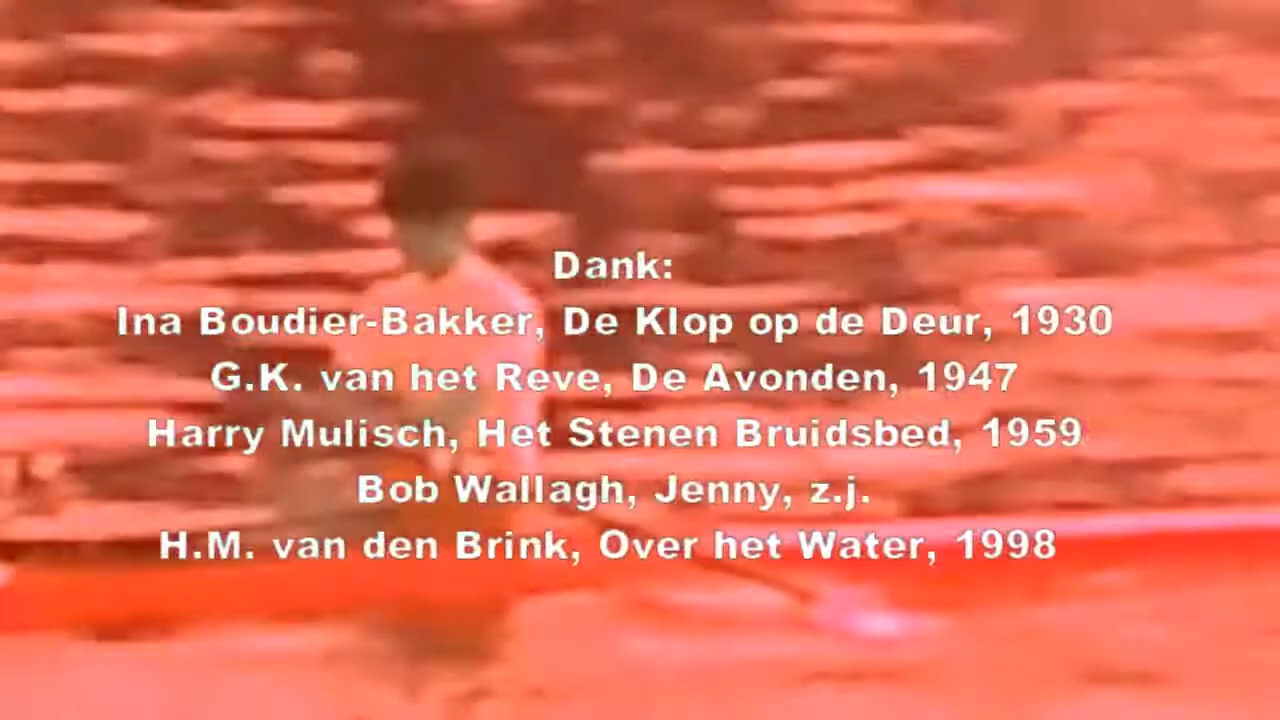 Dank:
Ina Boudier-Bakker, De Klop op de Deur, 1930
G.K. van het Reve, De Avonden, 1947
Harry Mulisch, Het Stenen Bruidsbed, 1959
Bob Wallagh, Jenny, z.j.
H.M. van den Brink, Over het Water, 1998